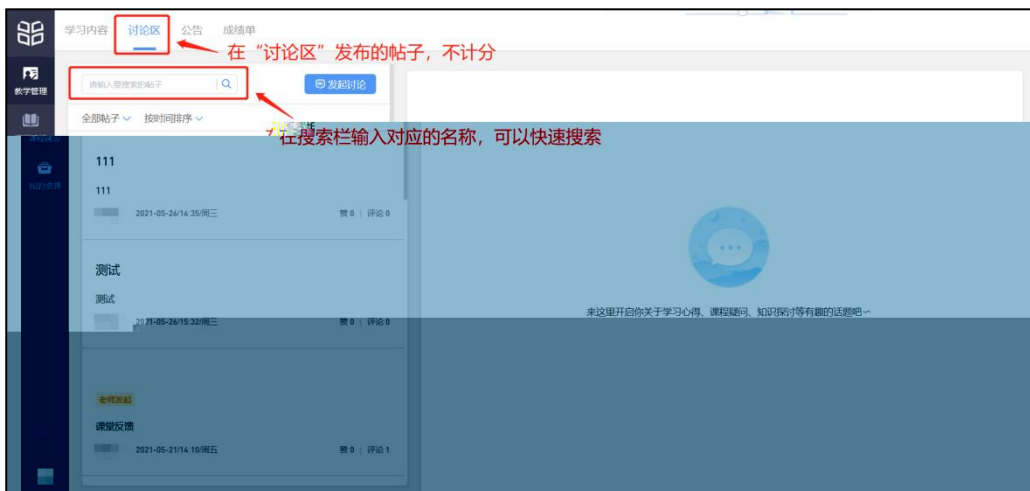 学习内容 讨论区 公告 成绩单
在“讨论区”发布的帖子，不计分
教学管理
请输入要搜索的帖子
发起讨论
全部帖子 按时间排序
在搜索栏输入对应的名称，可以快速搜索
我的资源
111
111
2021-05-26/14:35/周三 赞 0 | 评论 0
测试
测试
2021-05-26/15:32/周三 赞 0 | 评论 0
来这里开启你关于学习心得、课程疑问、知识探讨等有趣的话题吧~
老师发起
课堂反馈
2021-05-21/14:10/周五 赞 0 | 评论 1